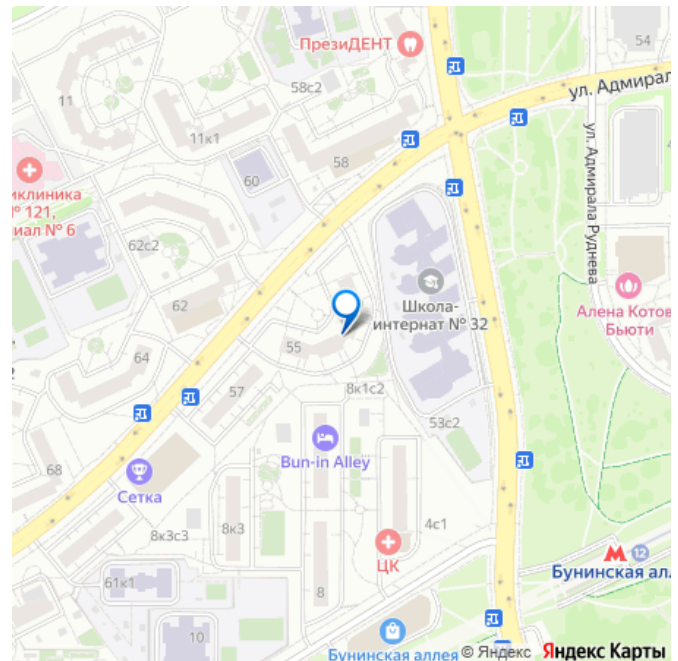 54
ПрезиДЕНТ
58с2
ул. Адмирал
11
11к1
58
ул. Адмирала Руднева
60
иклиника
№ 121,
иал № 6
62с2
Школа-
интернат № 32
Алена Котов
Бьюти
62
55
64
57
8к1с2
53с2
Bun-in Alley
68
Сетка
8к3с3
8к3
4с1
ЦК
12
Бунинская ал
61к1
8
10
Бунинская аллея
© Яндекс Яндекс Карты